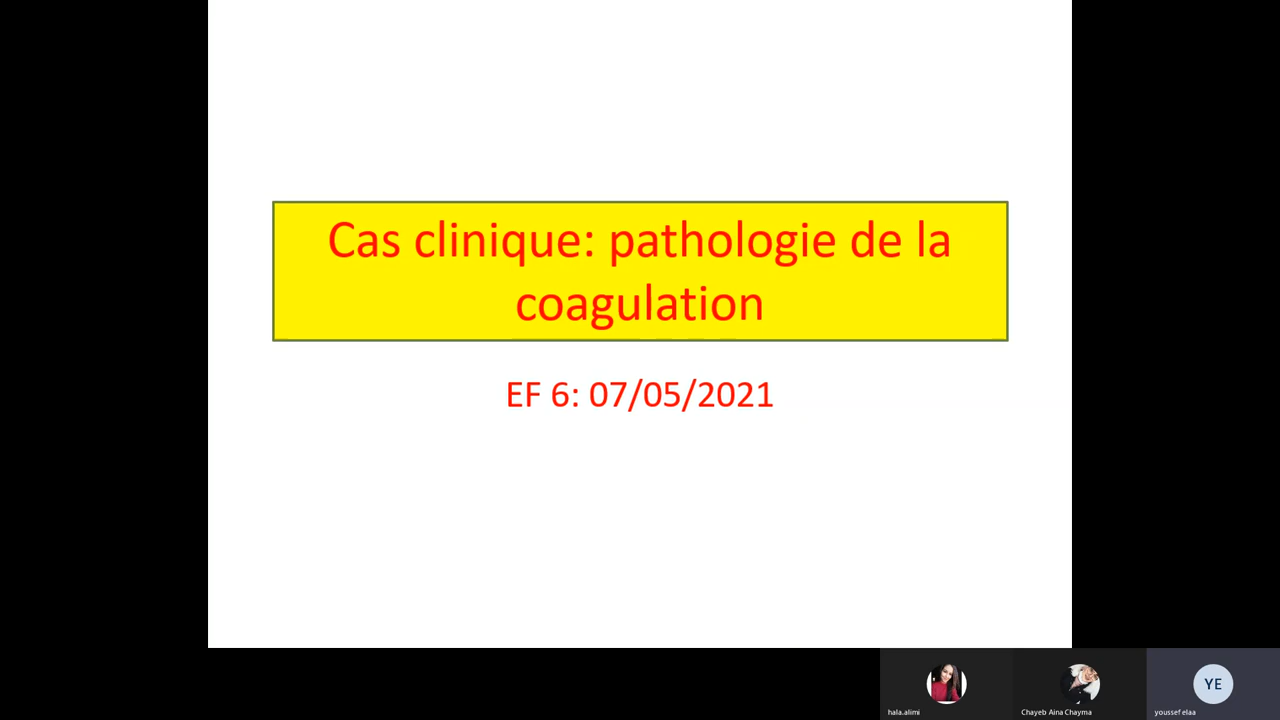 Cas clinique: pathologie de la
coagulation
EF 6: 07/05/2021
YE
hala.alimi
Chayeb Aina Chayma
youssef elaa